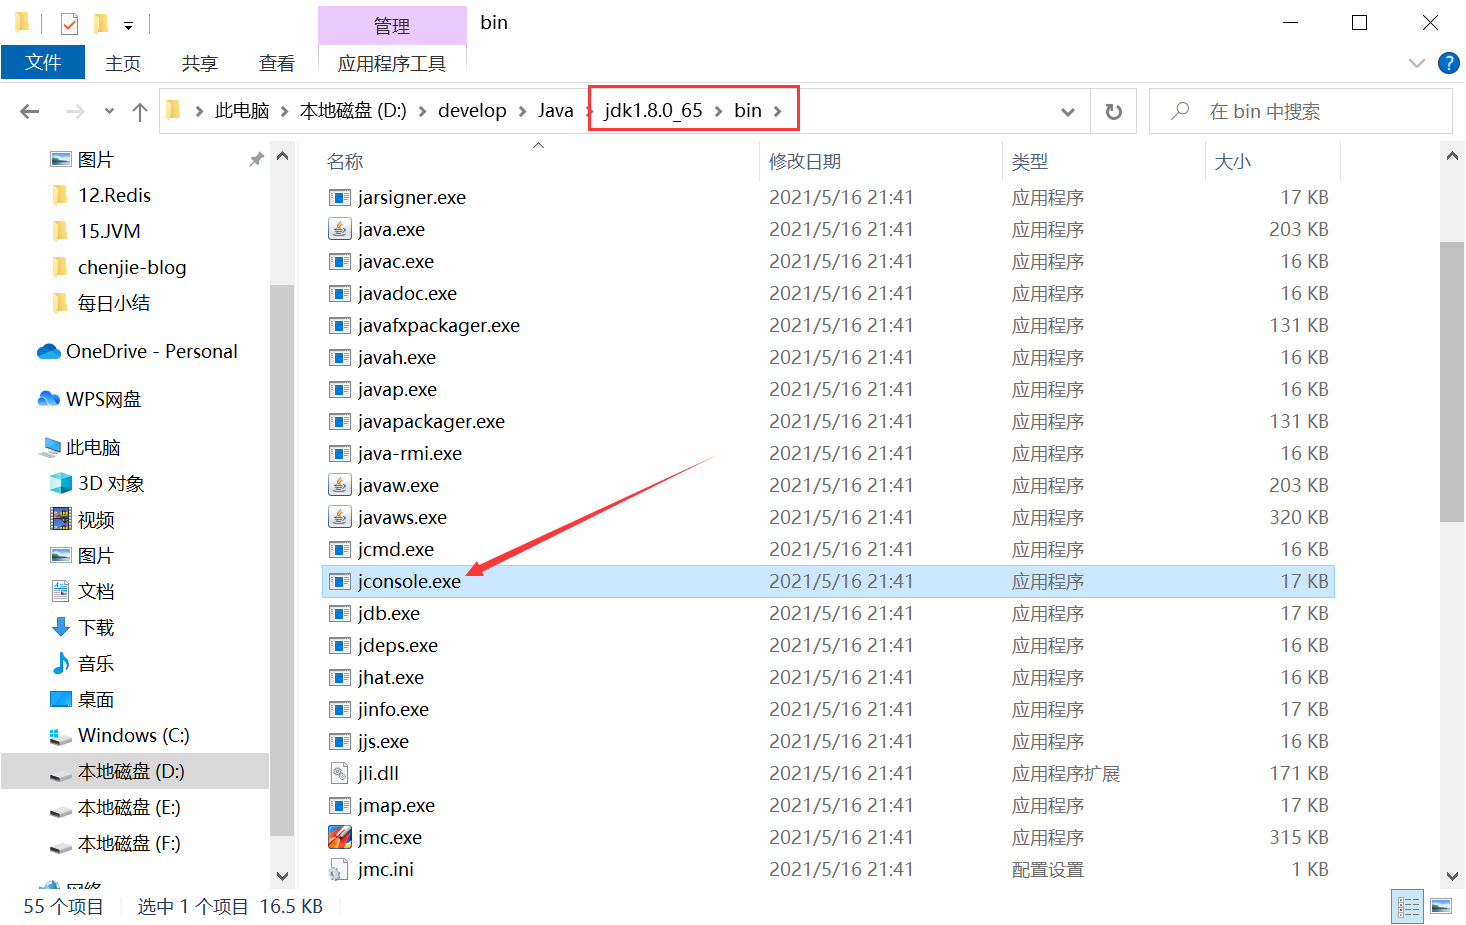 管理
bin
文件
主页
共享
查看
应用程序工具
此电脑
本地磁盘 (D:)
develop
Java
jdk1.8.0_65
bin
在 bin 中搜索
图片
12.Redis
15.JVM
chenjie-blog
每日小结
OneDrive - Personal
WPS网盘
此电脑
3D 对象
视频
图片
文档
下载
音乐
桌面
Windows (C:)
本地磁盘 (D:)
本地磁盘 (E:)
本地磁盘 (F:)
网络
名称 修改日期 类型 大小
jarsigner.exe 2021/5/16 21:41 应用程序 17 KB
java.exe 2021/5/16 21:41 应用程序 203 KB
javac.exe 2021/5/16 21:41 应用程序 16 KB
javadoc.exe 2021/5/16 21:41 应用程序 16 KB
javafxpackager.exe 2021/5/16 21:41 应用程序 131 KB
javah.exe 2021/5/16 21:41 应用程序 16 KB
javap.exe 2021/5/16 21:41 应用程序 16 KB
javapackager.exe 2021/5/16 21:41 应用程序 131 KB
java-rmi.exe 2021/5/16 21:41 应用程序 16 KB
javaw.exe 2021/5/16 21:41 应用程序 203 KB
javaws.exe 2021/5/16 21:41 应用程序 320 KB
jcmd.exe 2021/5/16 21:41 应用程序 16 KB
jconsole.exe 2021/5/16 21:41 应用程序 17 KB
jdb.exe 2021/5/16 21:41 应用程序 17 KB
jdeps.exe 2021/5/16 21:41 应用程序 16 KB
jhat.exe 2021/5/16 21:41 应用程序 16 KB
jinfo.exe 2021/5/16 21:41 应用程序 17 KB
jjs.exe 2021/5/16 21:41 应用程序 16 KB
jli.dll 2021/5/16 21:41 应用程序扩展 171 KB
jmap.exe 2021/5/16 21:41 应用程序 17 KB
jmc.exe 2021/5/16 21:41 应用程序 315 KB
jmc.ini 2021/5/16 21:41 配置设置 1 KB
55 个项目
选中 1 个项目 16.5 KB